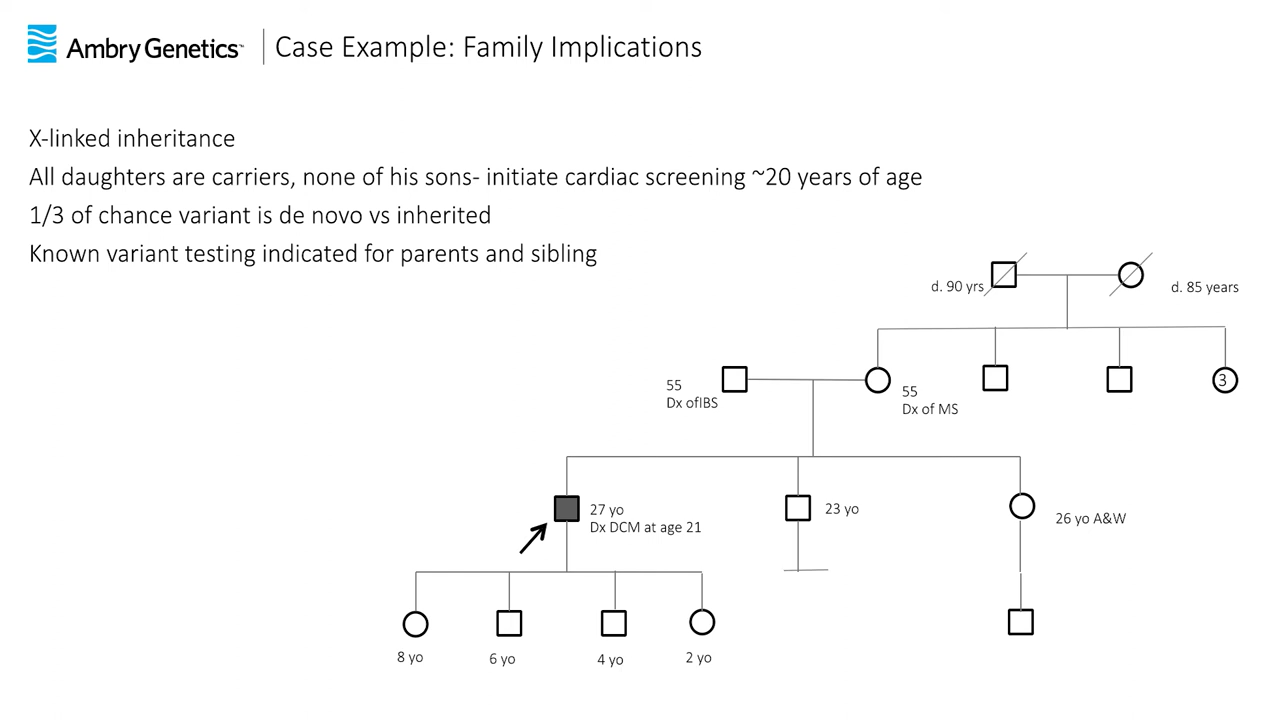 Ambry Genetics™ Case Example: Family Implications
X-linked inheritance
All daughters are carriers, none of his sons- initiate cardiac screening ~20 years of age
1/3 of chance variant is de novo vs inherited
Known variant testing indicated for parents and sibling
d. 90 yrs
d. 85 years
55
Dx ofIBS
55
Dx of MS
3
27 yo
Dx DCM at age 21
23 yo
26 yo A&W
8 yo
6 yo
4 yo
2 yo